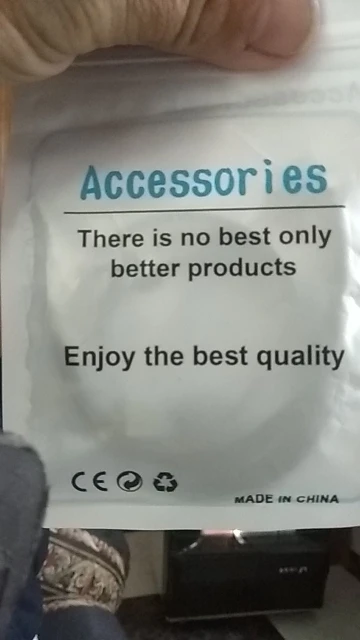 Accessories
There is no best only
better products
Enjoy the best quality
CE
MADE IN CHINA